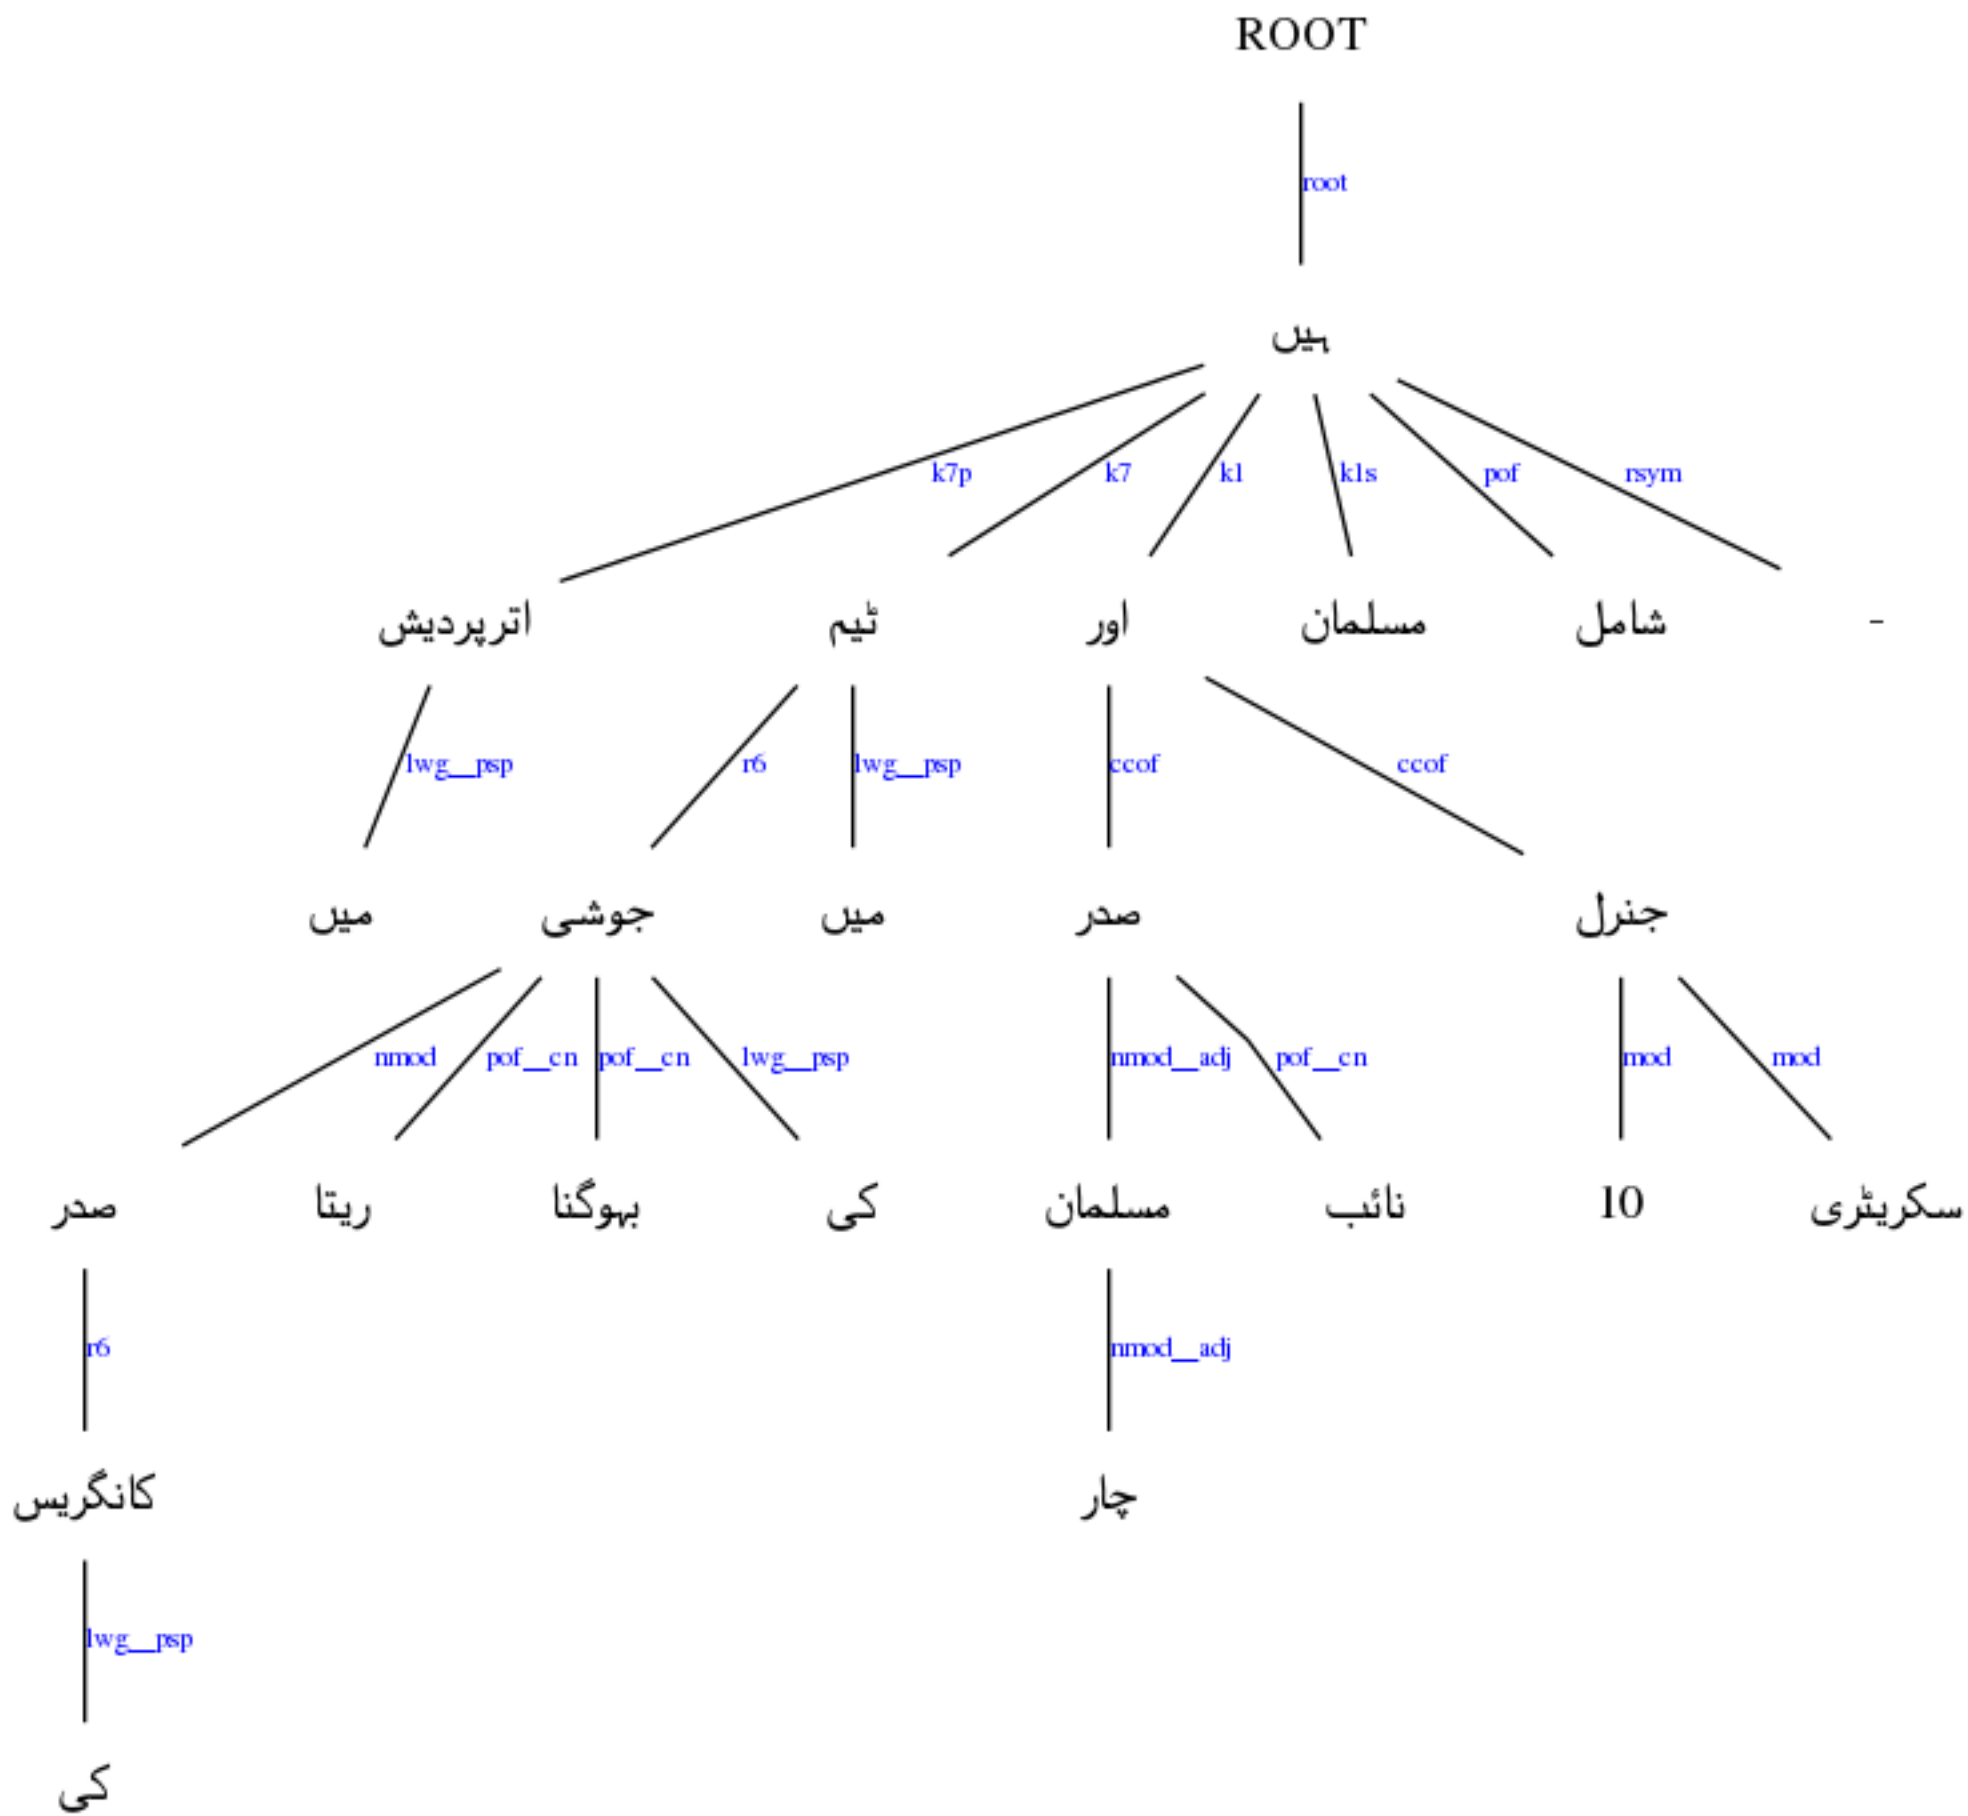 ROOT
root
ہیں
k7p k7 k1 k1s pof rsym
اترپردیش ٹیم اور مسلمان شامل -
lwg__psp r6 lwg__psp ccof ccof
میں جوشی میں صدر جنرل
nmod pof__cn pof__cn lwg__psp nmod__adj pof__cn mod mod
صدر ریتا بہوگنا کی مسلمان نائب 10 سکریٹری
r6 nmod__adj
کانگریس چار
lwg__psp
کی